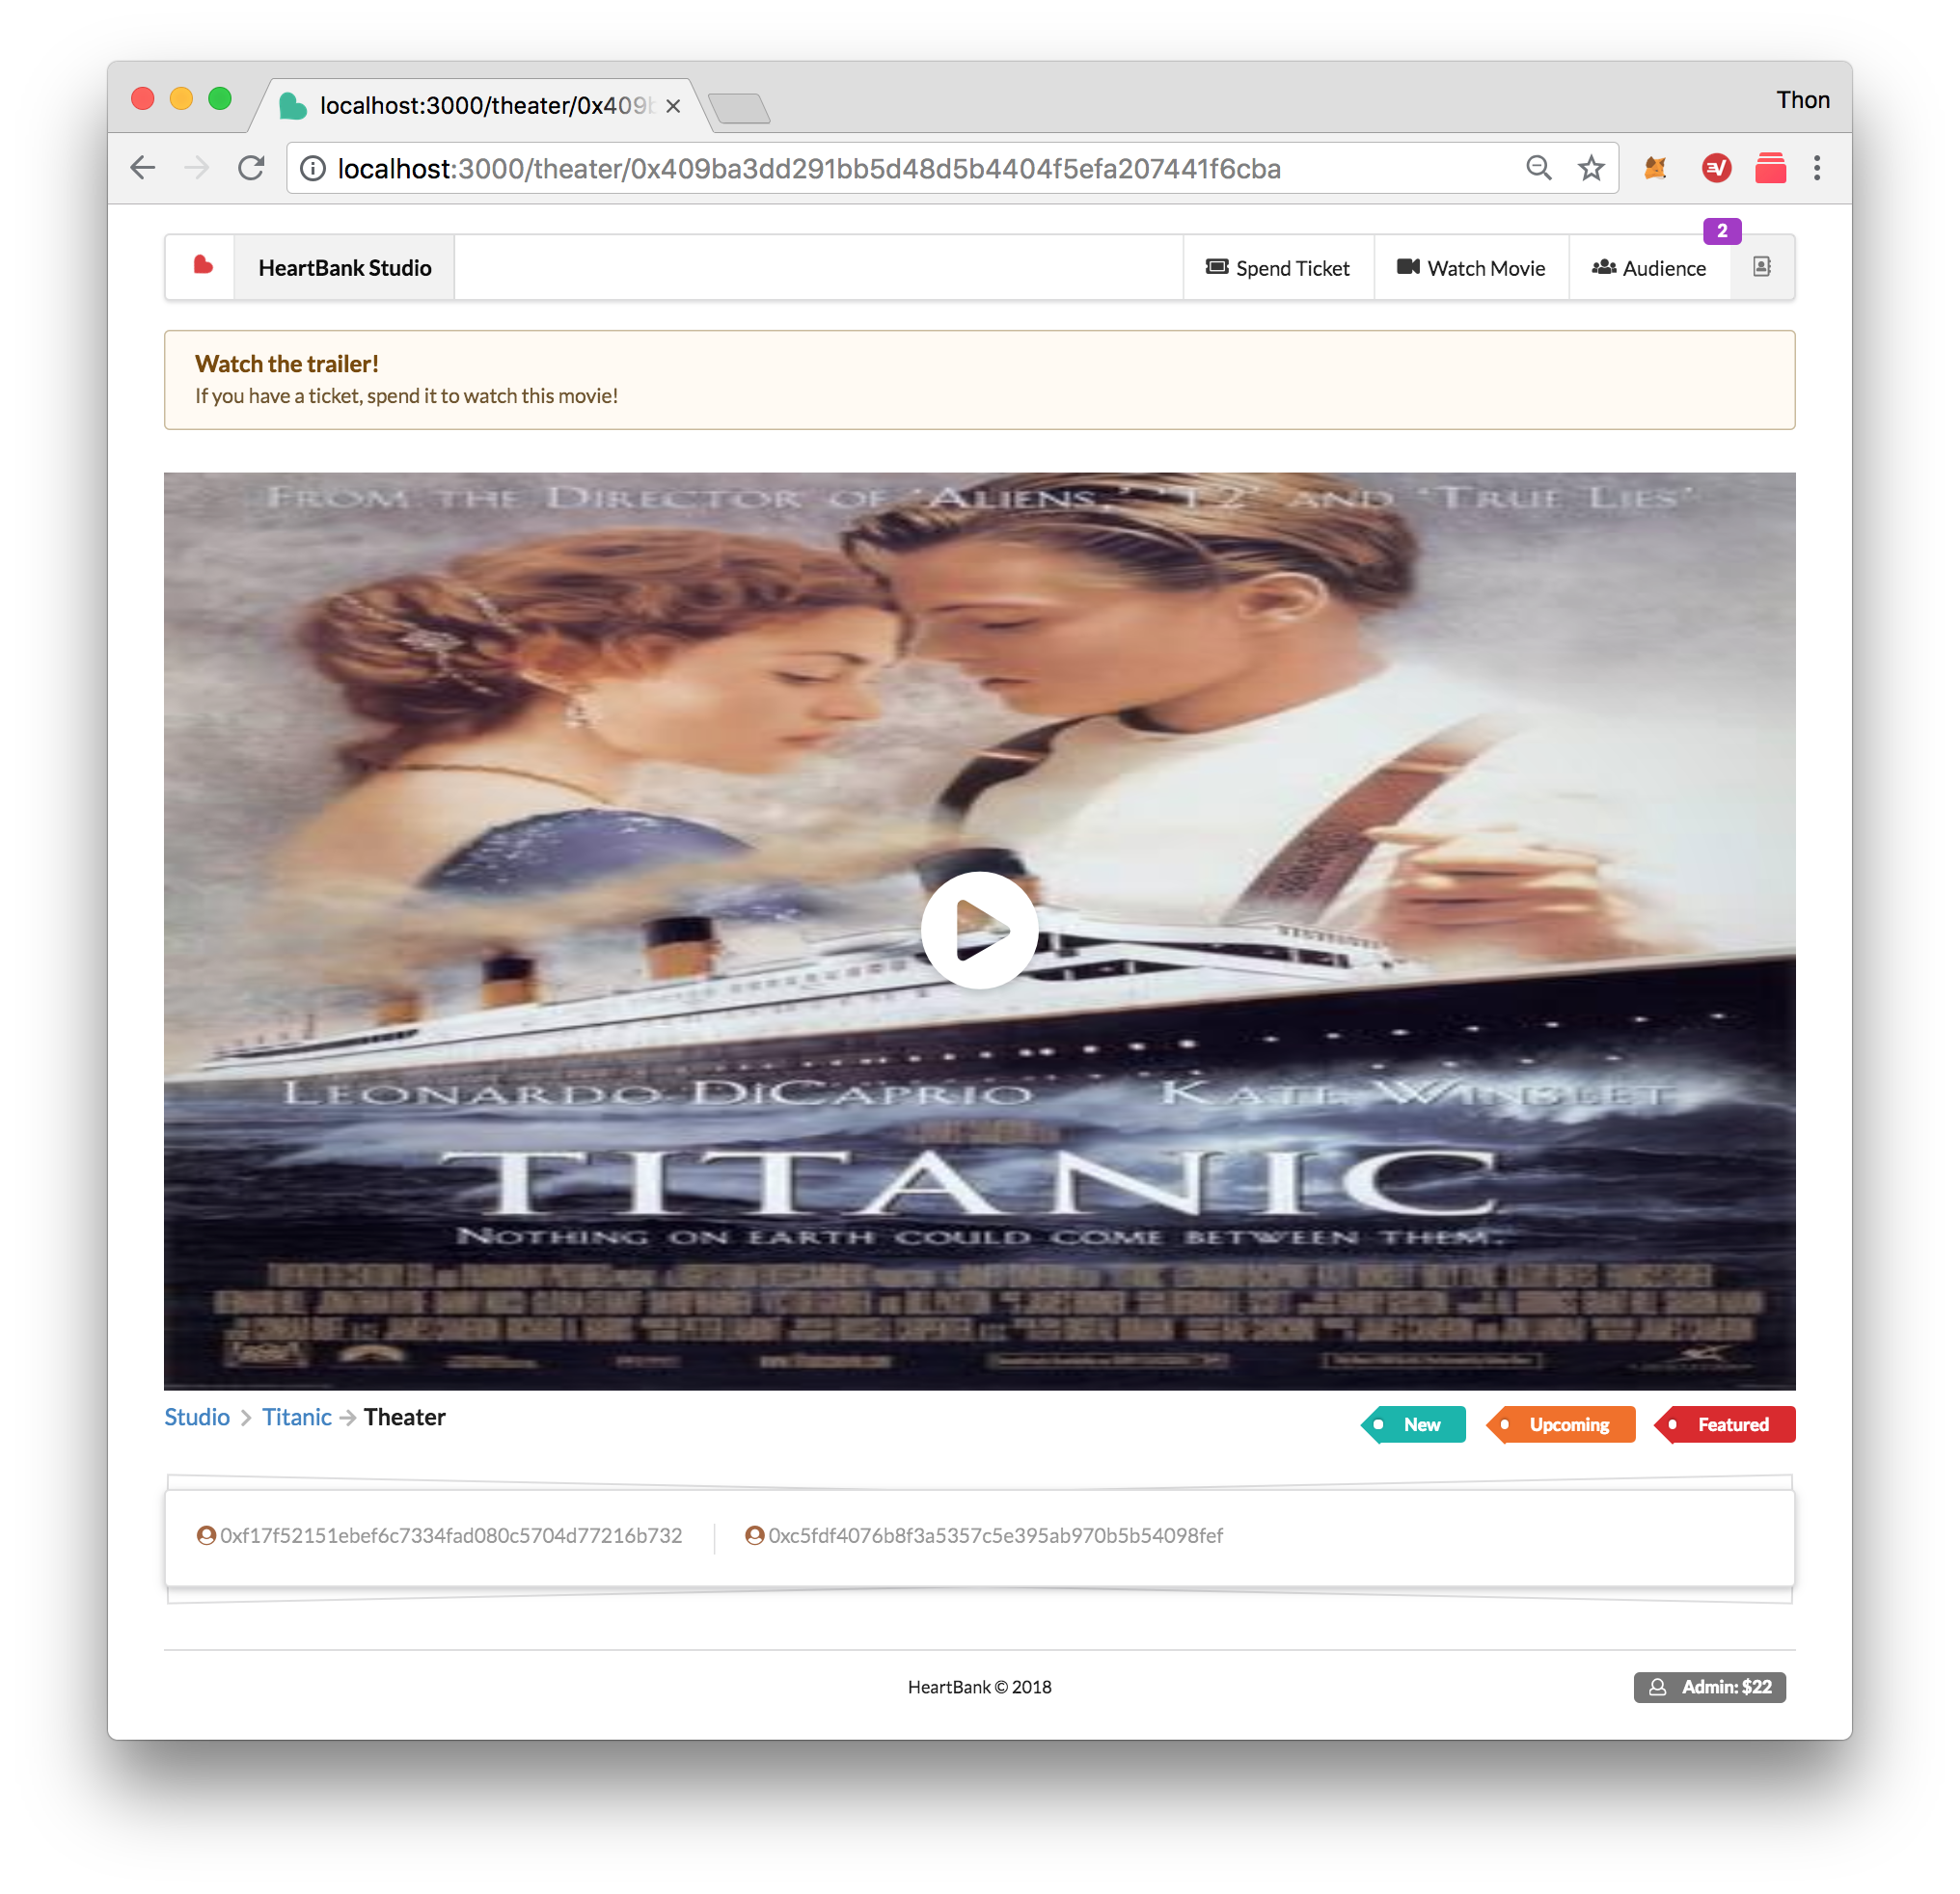 Thon
localhost:3000/theater/0x409b
localhost:3000/theater/0x409ba3dd291bb5d48d5b4404f5efa207441f6cba
2
HeartBank Studio
Spend Ticket
Watch Movie
Audience
Watch the trailer!
If you have a ticket, spend it to watch this movie!
FROM THE DIRECTOR OF 'ALIENS,' 'T2' AND 'TRUE LIES'
LEONARDO DiCAPRIO KATE WINSLET
TITANIC
NOTHING ON EARTH COULD COME BETWEEN THEM.
Studio > Titanic → Theater
New
Upcoming
Featured
0xf17f52151ebef6c7334fad080c5704d77216b732
0xc5fdf4076b8f3a5357c5e395ab970b5b54098fef
HeartBank © 2018
Admin: $22